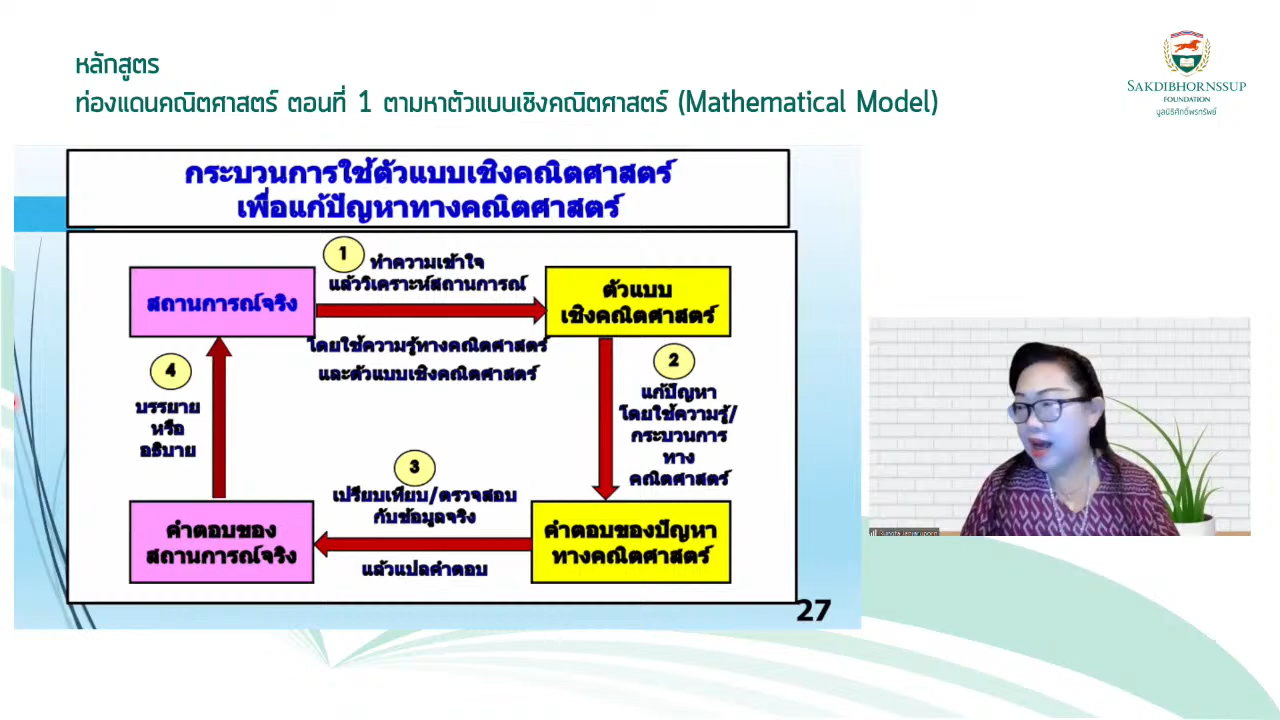 หลักสูตร
ท่องแดนคณิตศาสตร์ ตอนที่ 1 ตามหาตัวแบบเชิงคณิตศาสตร์ (Mathematical Model)
SAKDIBHORNSSUP
FOUNDATION
มูลนิธิศักดิ์พรทรัพย์
กระบวนการใช้ตัวแบบเชิงคณิตศาสตร์
เพื่อแก้ปัญหาทางคณิตศาสตร์
สถานการณ์จริง
1
ทำความเข้าใจ
แล้ววิเคราะห์สถานการณ์
โดยใช้ความรู้ทางคณิตศาสตร์
และตัวแบบเชิงคณิตศาสตร์
ตัวแบบ
เชิงคณิตศาสตร์
2
แก้ปัญหา
โดยใช้ความรู้/
กระบวนการ
ทาง
คณิตศาสตร์
คำตอบของปัญหา
ทางคณิตศาสตร์
3
เปรียบเทียบ/ตรวจสอบ
กับข้อมูลจริง
แล้วแปลคำตอบ
คำตอบของ
สถานการณ์จริง
4
บรรยาย
หรือ
อธิบาย
27